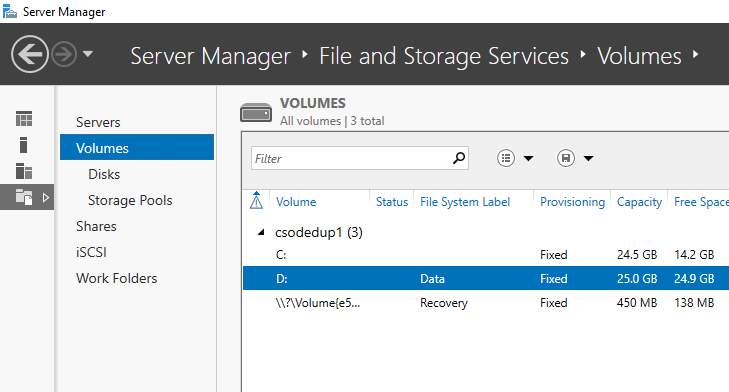 Server Manager
Server Manager ▸ File and Storage Services ▸ Volumes ▸
Servers
Volumes
Disks
Storage Pools
Shares
iSCSI
Work Folders
VOLUMES
All volumes | 3 total
Filter
Volume Status File System Label Provisioning Capacity Free Space
csodedup1 (3)
C: Fixed 24.5 GB 14.2 GB
D: Data Fixed 25.0 GB 24.9 GB
\\?\Volume{e5... Recovery Fixed 450 MB 138 MB